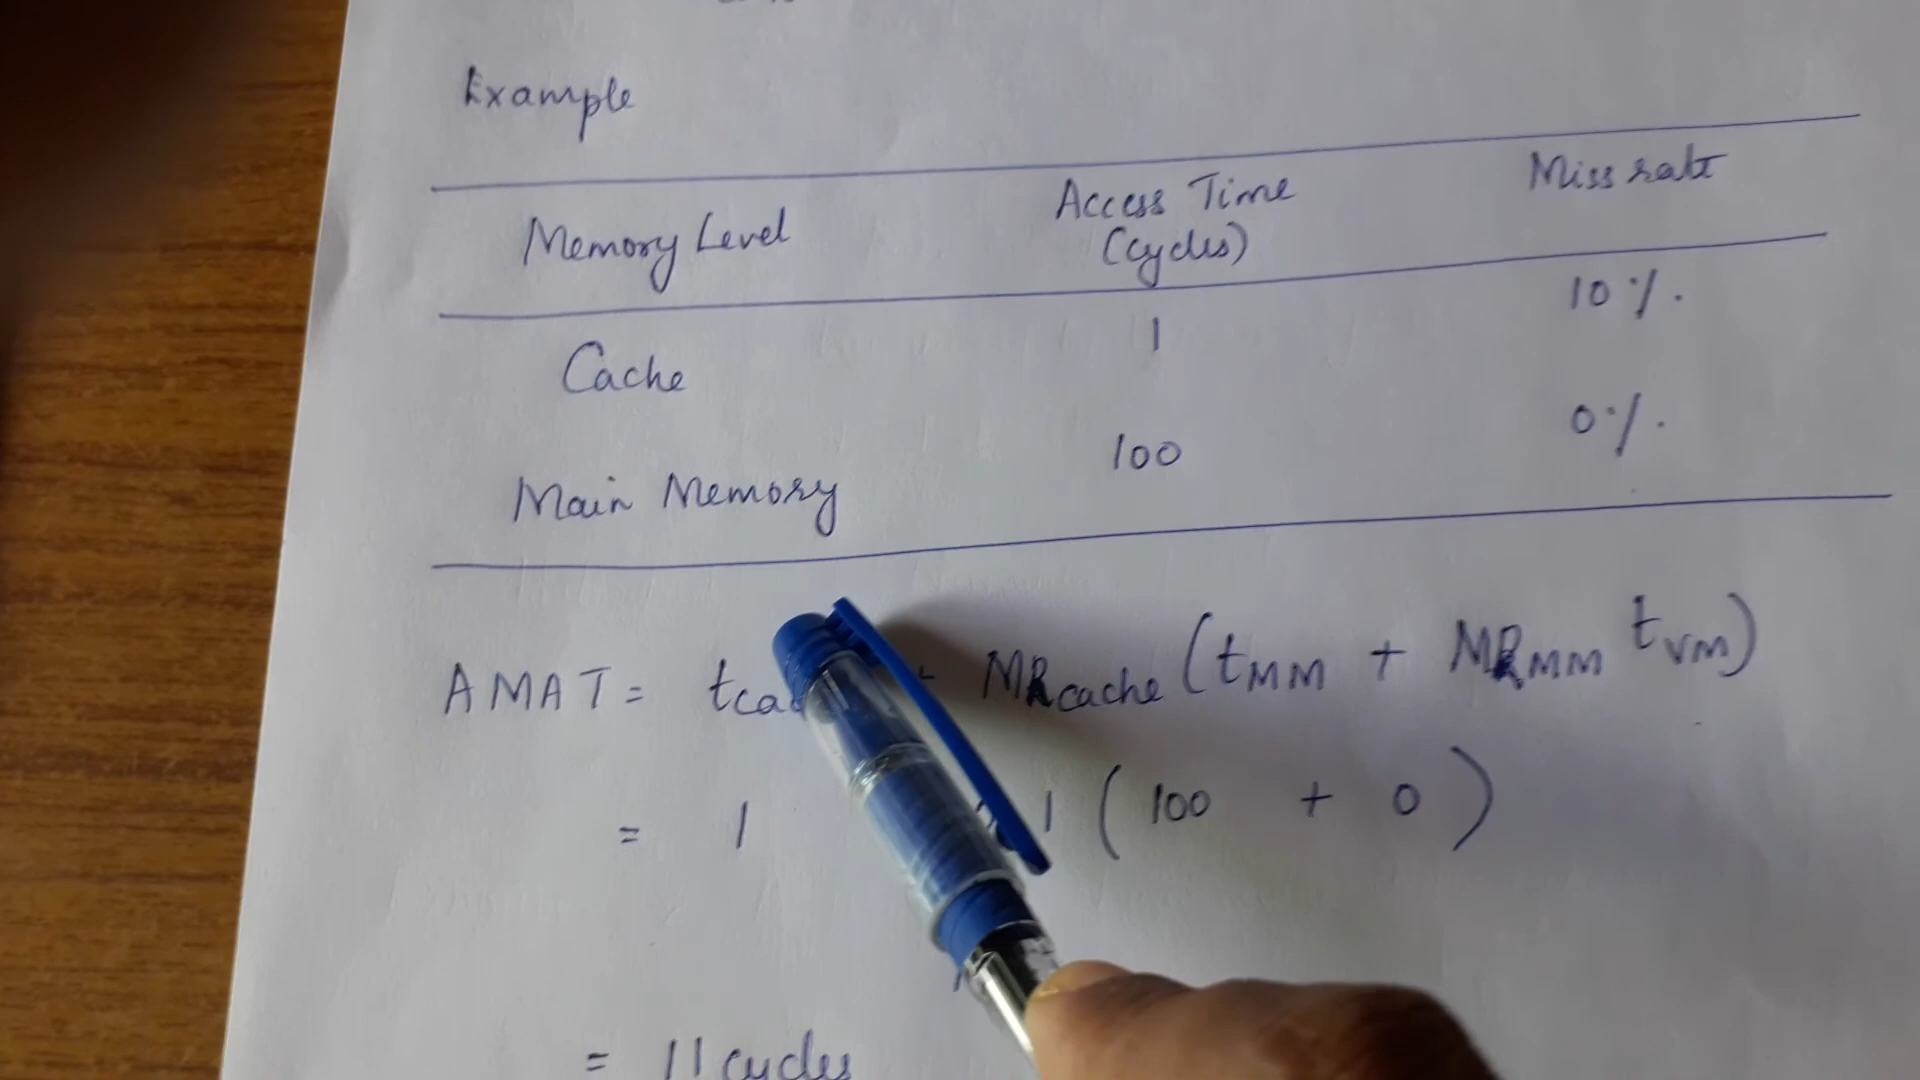 Example
Memory Level Access Time (cycles) Miss rate
Cache 1 10 %.
Main Memory 100 0 %.
AMAT = MRcache (tMM + MRMM tVM)
= 1 1 ( 100 + 0 )
= 11 cycles